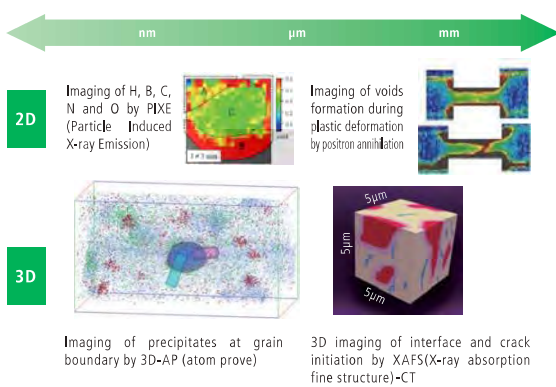 nm μm mm
2D
Imaging of H, B, C,
N and O by PIXE
(Particle Induced
X-ray Emission)
Imaging of voids
formation during
plastic deformation
by positron annihilation
3D
5μm
5μm
5μm
Imaging of precipitates at grain
boundary by 3D-AP (atom prove)
3D imaging of interface and crack
initiation by XAFS(X-ray absorption
fine structure)-CT